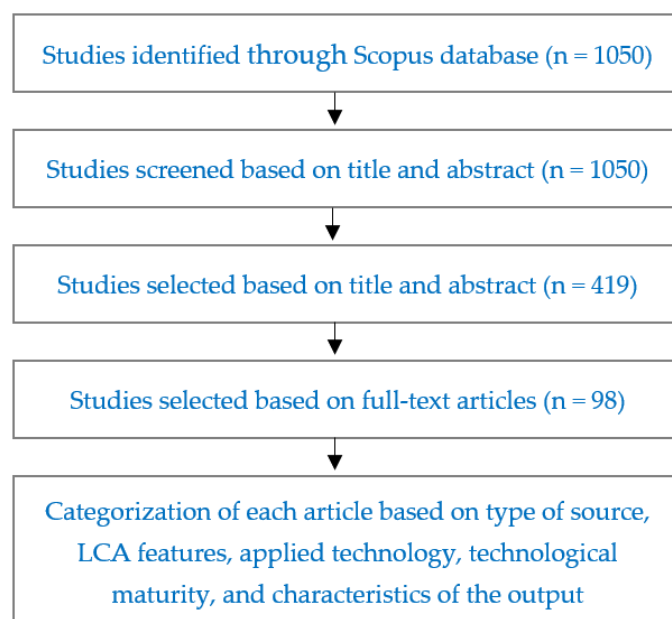 Studies identified through Scopus database (n = 1050)
Studies screened based on title and abstract (n = 1050)
Studies selected based on title and abstract (n = 419)
Studies selected based on full-text articles (n = 98)
Categorization of each article based on type of source,
LCA features, applied technology, technological
maturity, and characteristics of the output